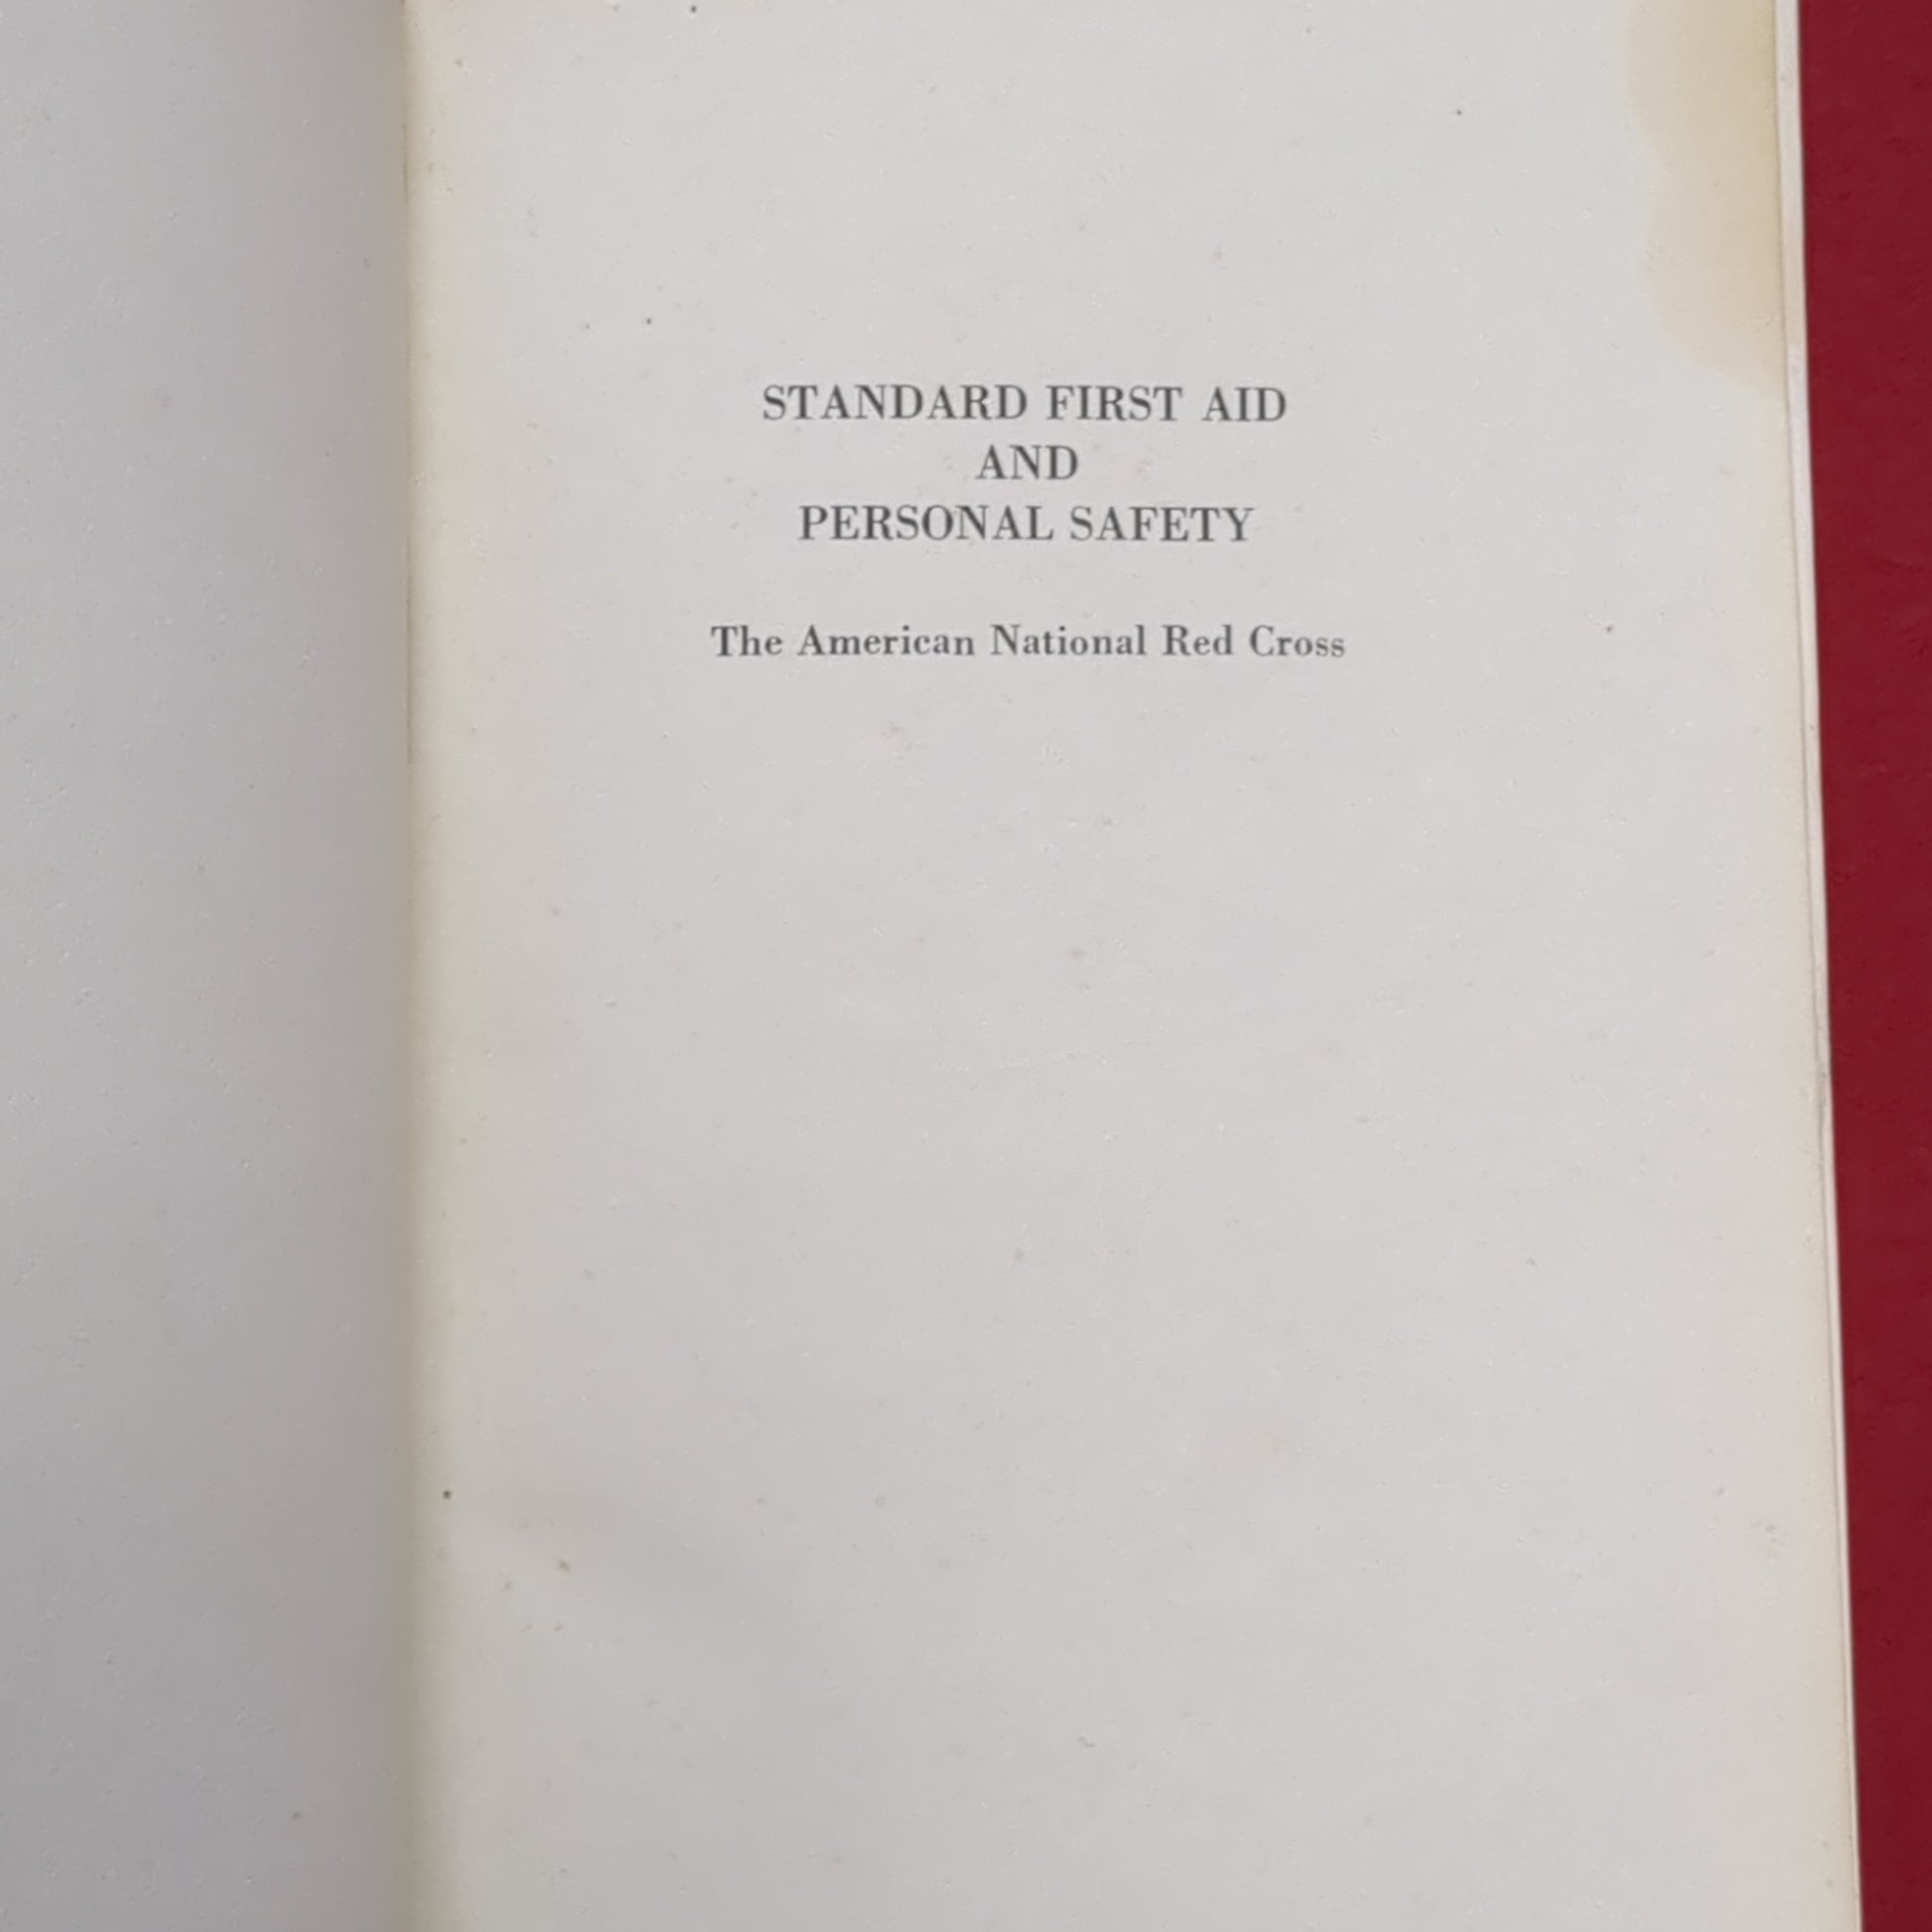 STANDARD FIRST AID
AND
PERSONAL SAFETY
The American National Red Cross